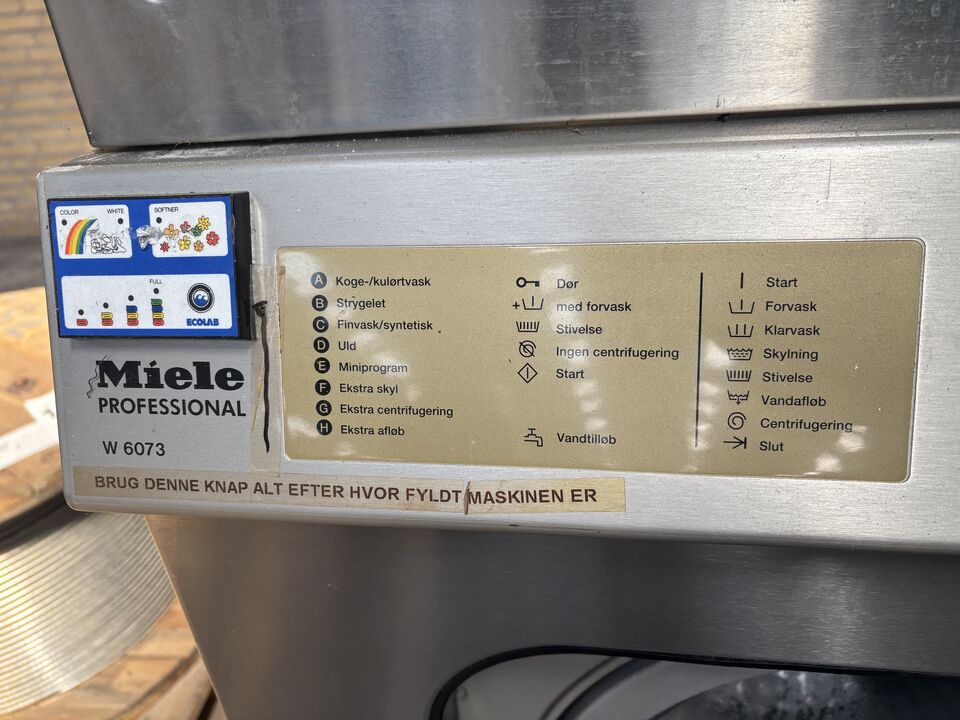 COLOR WHITE SOFTNER
FULL
ECOLAB
Miele
PROFESSIONAL
W 6073
A Koge-/kulørtvask
B Strygelet
C Finvask/syntetisk
D Uld
E Miniprogram
F Ekstra skyl
G Ekstra centrifugering
H Ekstra afløb
Dør
+ med forvask
Stivelse
Ingen centrifugering
Start
Vandtilløb
Start
Forvask
Klarvask
Skylning
Stivelse
Vandafløb
Centrifugering
Slut
BRUG DENNE KNAP ALT EFTER HVOR FYLDT MASKINEN ER